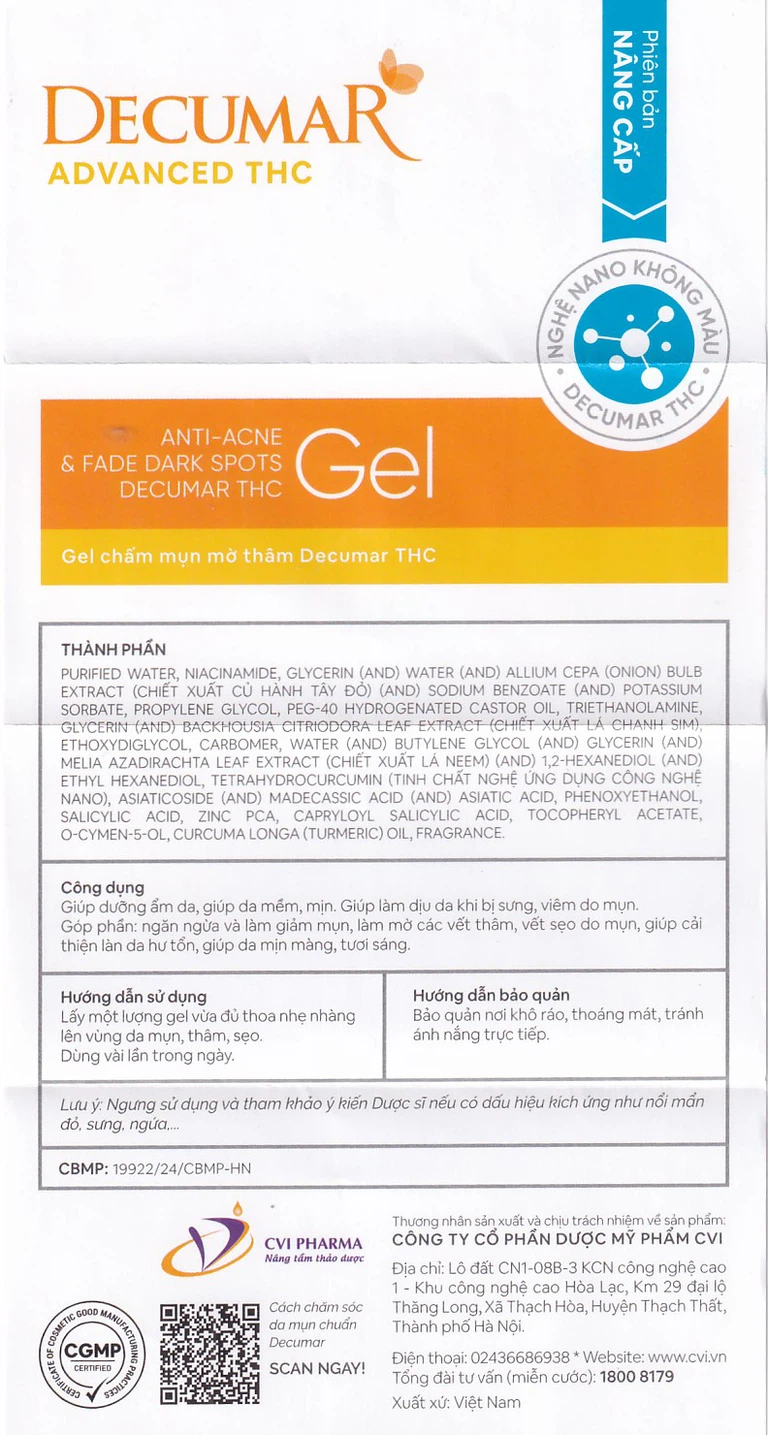 DECUMAR
ADVANCED THC
Phiên bản
NÂNG CẤP
NGHỆ NANO KHÔNG MÀU
DECUMAR THC
ANTI-ACNE
& FADE DARK SPOTS
DECUMAR THC
Gel
Gel chấm mụn mờ thâm Decumar THC
THÀNH PHẦN
PURIFIED WATER, NIACINAMIDE, GLYCERIN (AND) WATER (AND) ALLIUM CEPA (ONION) BULB
EXTRACT (CHIẾT XUẤT CỦ HÀNH TÂY ĐỎ) (AND) SODIUM BENZOATE (AND) POTASSIUM
SORBATE, PROPYLENE GLYCOL, PEG-40 HYDROGENATED CASTOR OIL, TRIETHANOLAMINE,
GLYCERIN (AND) BACKHOUSIA CITRIODORA LEAF EXTRACT (CHIẾT XUẤT LÁ CHANH SIM),
ETHOXYDIGLYCOL, CARBOMER, WATER (AND) BUTYLENE GLYCOL (AND) GLYCERIN (AND)
MELIA AZADIRACHTA LEAF EXTRACT (CHIẾT XUẤT LÁ NEEM) (AND) 1,2-HEXANEDIOL (AND)
ETHYL HEXANEDIOL, TETRAHYDROCURCUMIN (TINH CHẤT NGHỆ ỨNG DỤNG CÔNG NGHỆ
NANO), ASIATICOSIDE (AND) MADECASSIC ACID (AND) ASIATIC ACID, PHENOXYETHANOL,
SALICYLIC ACID, ZINC PCA, CAPRYLOYL SALICYLIC ACID, TOCOPHERYL ACETATE,
O-CYMEN-5-OL, CURCUMA LONGA (TURMERIC) OIL, FRAGRANCE.
Công dụng
Giúp dưỡng ẩm da, giúp da mềm, mịn. Giúp làm dịu da khi bị sưng, viêm do mụn.
Góp phần: ngăn ngừa và làm giảm mụn, làm mờ các vết thâm, vết sẹo do mụn, giúp cải
thiện làn da hư tổn, giúp da mịn màng, tươi sáng.
Hướng dẫn sử dụng
Lấy một lượng gel vừa đủ thoa nhẹ nhàng
lên vùng da mụn, thâm, sẹo.
Dùng vài lần trong ngày.
Hướng dẫn bảo quản
Bảo quản nơi khô ráo, thoáng mát, tránh
ánh nắng trực tiếp.
Lưu ý: Ngưng sử dụng và tham khảo ý kiến Dược sĩ nếu có dấu hiệu kích ứng như nổi mẩn
đỏ, sưng, ngứa,...
CBMP: 19922/24/CBMP-HN
CVI PHARMA
Nâng tầm thảo dược
CERTIFICATE OF COSMETIC GOOD MANUFACTURING PRACTICES
CGMP
CERTIFIED
Cách chăm sóc
da mụn chuẩn
Decumar
SCAN NGAY!
Thương nhân sản xuất và chịu trách nhiệm về sản phẩm:
CÔNG TY CỔ PHẦN DƯỢC MỸ PHẨM CVI
Địa chỉ: Lô đất CN1-08B-3 KCN công nghệ cao
1 - Khu công nghệ cao Hòa Lạc, Km 29 đại lộ
Thăng Long, Xã Thạch Hòa, Huyện Thạch Thất,
Thành phố Hà Nội.
Điện thoại: 02436686938 * Website: www.cvi.vn
Tổng đài tư vấn (miễn cước): 1800 8179
Xuất xứ: Việt Nam